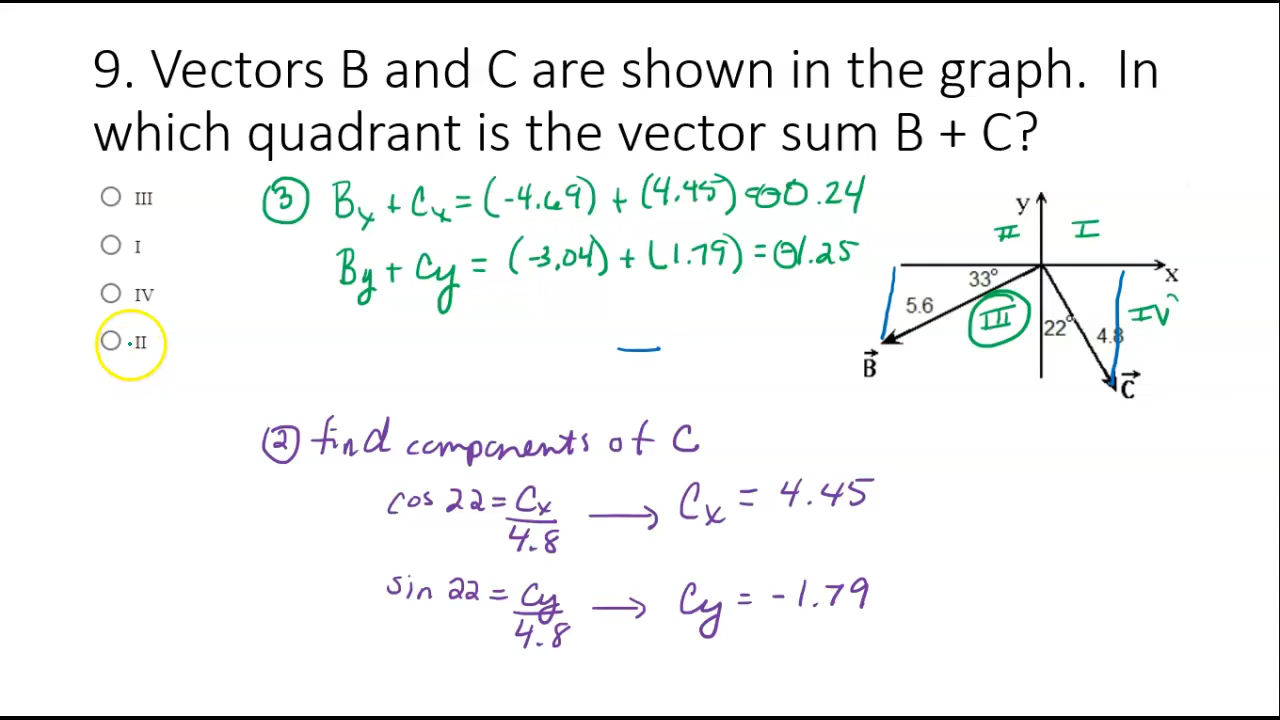 9. Vectors B and C are shown in the graph. In
which quadrant is the vector sum B + C?
III
I
IV
II
③ Bx + Cx = (-4.69) + (4.45) = -0.24
By + Cy = (-3.04) + (1.79) = -1.25
y
x
II
I
III
IV
33°
5.6
22°
4.8
B
C
② find components of C
cos 22 = Cx/4.8 → Cx = 4.45
sin 22 = Cy/4.8 → Cy = -1.79